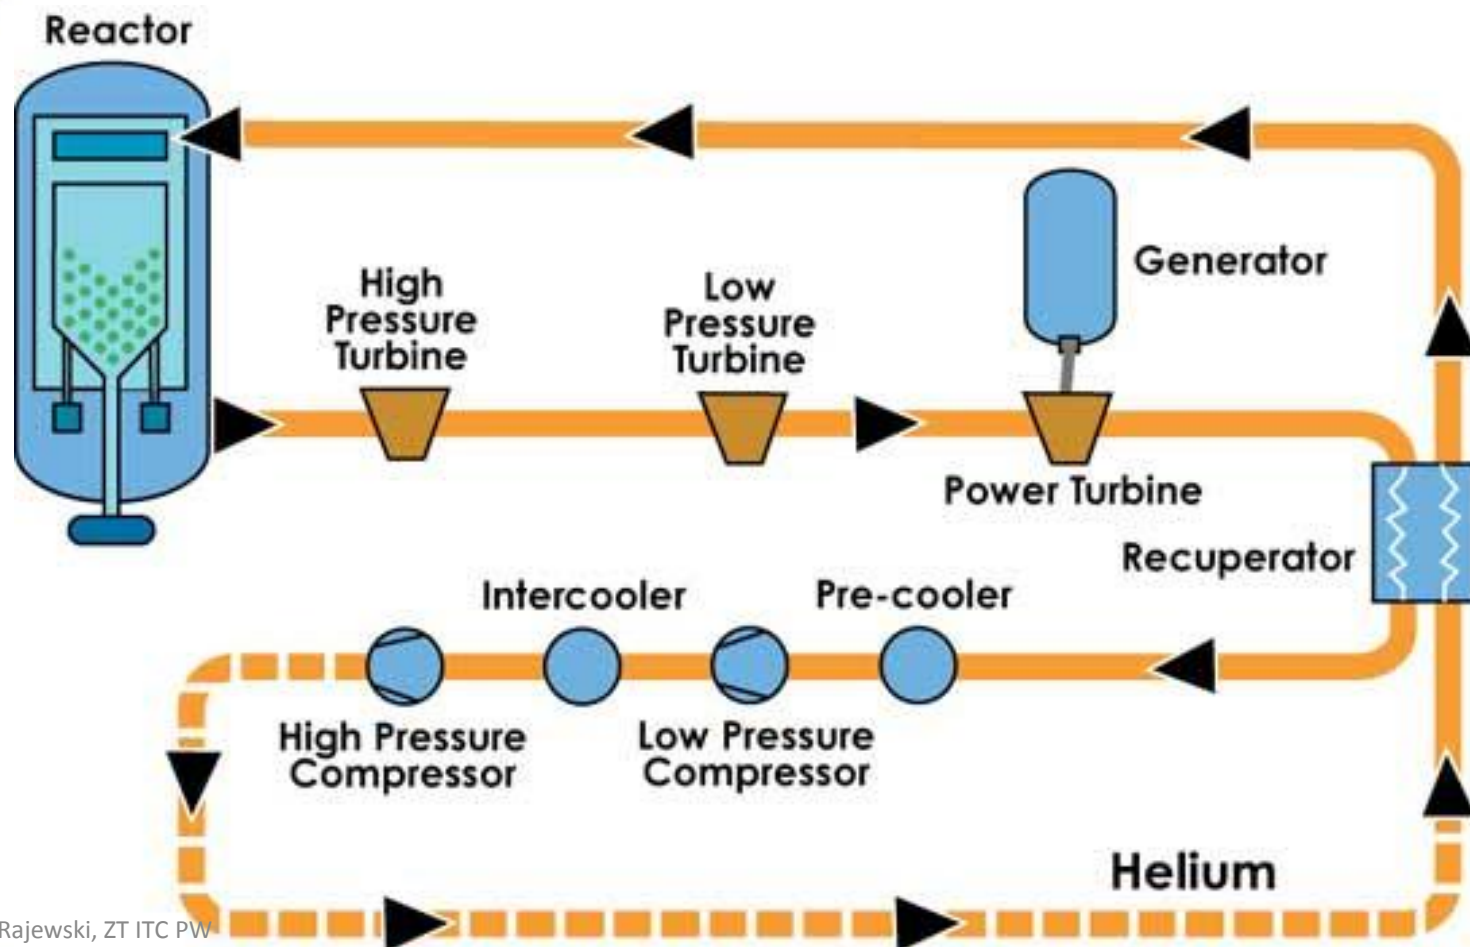 Reactor
High
Pressure
Turbine
Low
Pressure
Turbine
Generator
Power Turbine
Recuperator
Intercooler
Pre-cooler
High Pressure
Compressor
Low Pressure
Compressor
Helium
Rajewski, ZT ITC PW